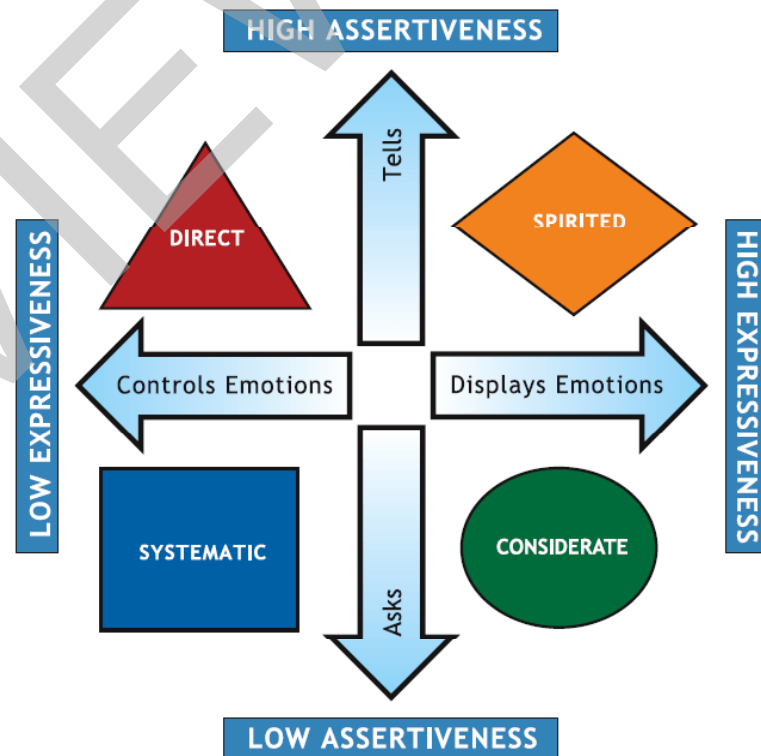 HIGH ASSERTIVENESS
Tells
DIRECT
SPIRITED
LOW EXPRESSIVENESS
HIGH EXPRESSIVENESS
Controls Emotions
Displays Emotions
SYSTEMATIC
CONSIDERATE
Asks
LOW ASSERTIVENESS